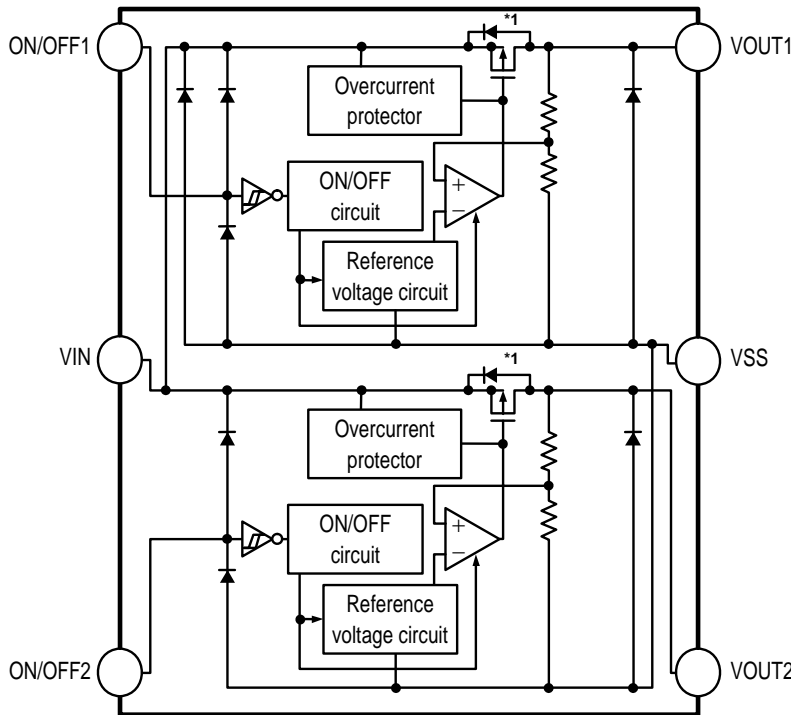 ON/OFF1
*1
VOUT1
Overcurrent
protector
ON/OFF
circuit
+
−
Reference
voltage circuit
VIN
*1
VSS
Overcurrent
protector
ON/OFF
circuit
+
−
Reference
voltage circuit
ON/OFF2
VOUT2